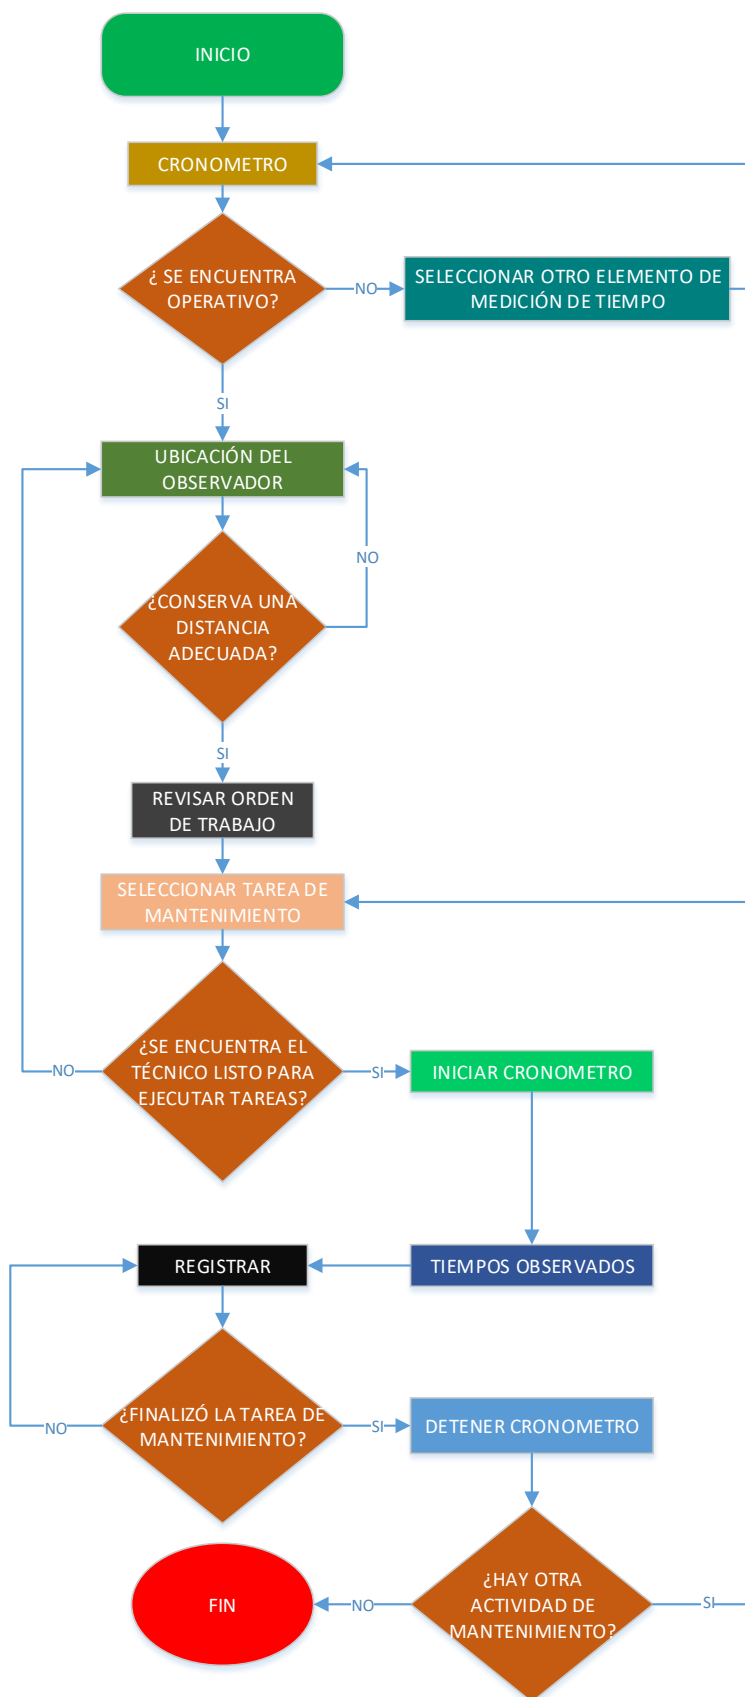 INICIO
CRONOMETRO
¿ SE ENCUENTRA
OPERATIVO?
NO
SELECCIONAR OTRO ELEMENTO DE
MEDICIÓN DE TIEMPO
SI
UBICACIÓN DEL
OBSERVADOR
NO
¿CONSERVA UNA
DISTANCIA
ADECUADA?
SI
REVISAR ORDEN
DE TRABAJO
SELECCIONAR TAREA DE
MANTENIMIENTO
¿SE ENCUENTRA EL
TÉCNICO LISTO PARA
EJECUTAR TAREAS?
NO
SI
INICIAR CRONOMETRO
REGISTRAR
TIEMPOS OBSERVADOS
¿FINALIZÓ LA TAREA DE
MANTENIMIENTO?
NO
SI
DETENER CRONOMETRO
¿HAY OTRA
ACTIVIDAD DE
MANTENIMIENTO?
NO
SI
FIN